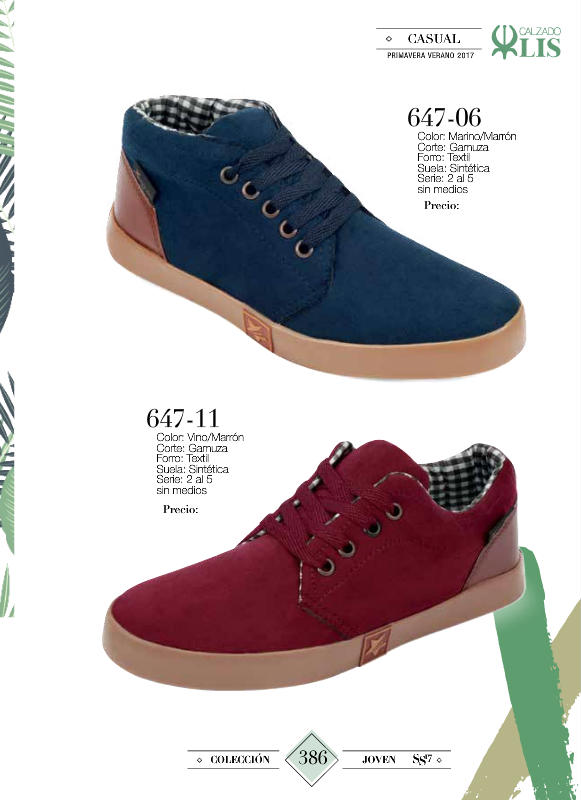 CASUAL
PRIMAVERA VERANO 2017
CALZADO
LIS
647-06
Color: Marino/Marrón
Corte: Gamuza
Forro: Textil
Suela: Sintética
Serie: 2 al 5
sin medios
Precio:
647-11
Color: Vino/Marrón
Corte: Gamuza
Forro: Textil
Suela: Sintética
Serie: 2 al 5
sin medios
Precio:
COLECCIÓN 386 JOVEN SS17